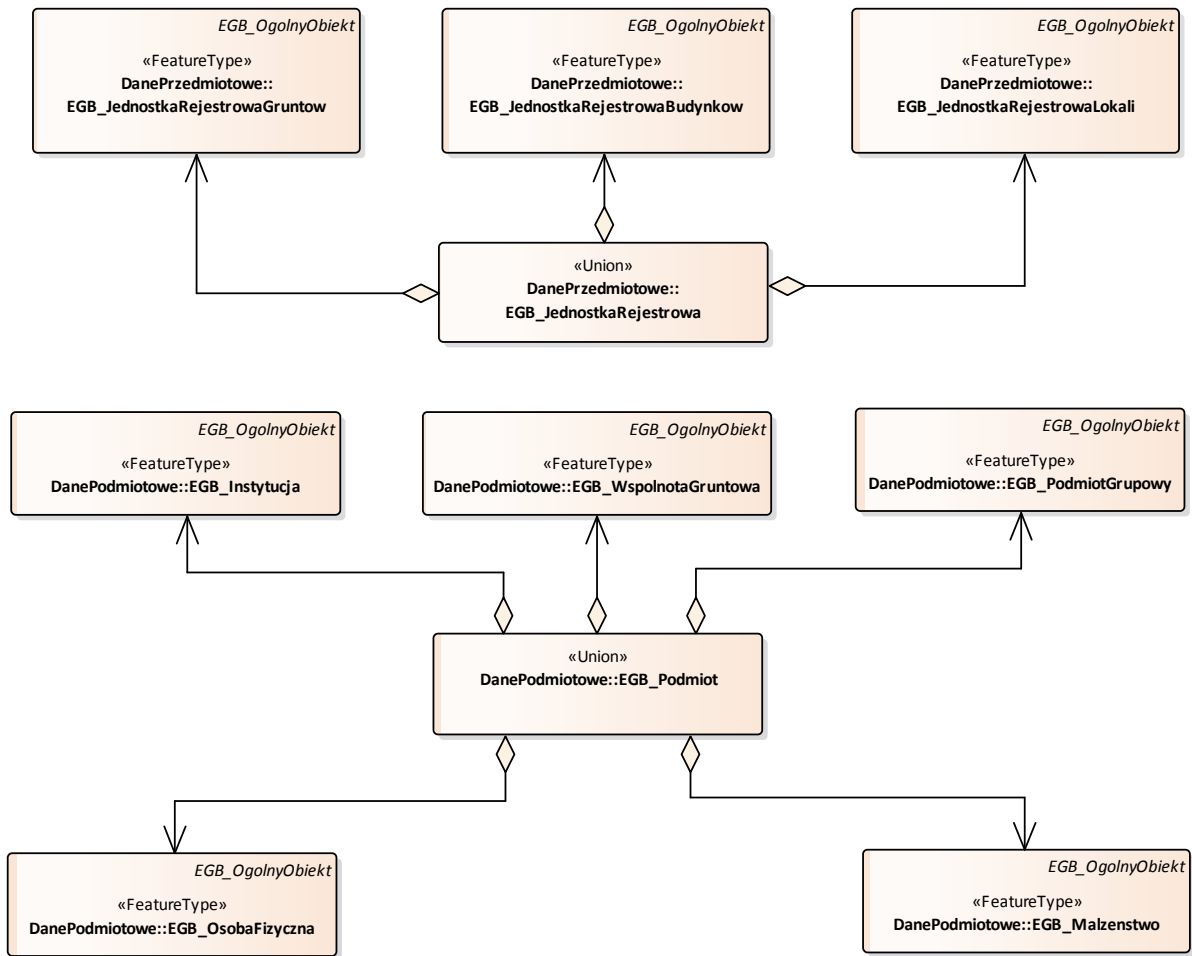 EGB_OgolnyObiekt
«FeatureType»
DanePrzedmiotowe::
EGB_JednostkaRejestrowaGruntow
EGB_OgolnyObiekt
«FeatureType»
DanePrzedmiotowe::
EGB_JednostkaRejestrowaBudynkow
EGB_OgolnyObiekt
«FeatureType»
DanePrzedmiotowe::
EGB_JednostkaRejestrowaLokali
«Union»
DanePrzedmiotowe::
EGB_JednostkaRejestrowa
EGB_OgolnyObiekt
«FeatureType»
DanePodmiotowe::EGB_Instytucja
EGB_OgolnyObiekt
«FeatureType»
DanePodmiotowe::EGB_WspolnotaGruntowa
EGB_OgolnyObiekt
«FeatureType»
DanePodmiotowe::EGB_PodmiotGrupowy
«Union»
DanePodmiotowe::EGB_Podmiot
EGB_OgolnyObiekt
«FeatureType»
DanePodmiotowe::EGB_OsobaFizyczna
EGB_OgolnyObiekt
«FeatureType»
DanePodmiotowe::EGB_Malzenstwo